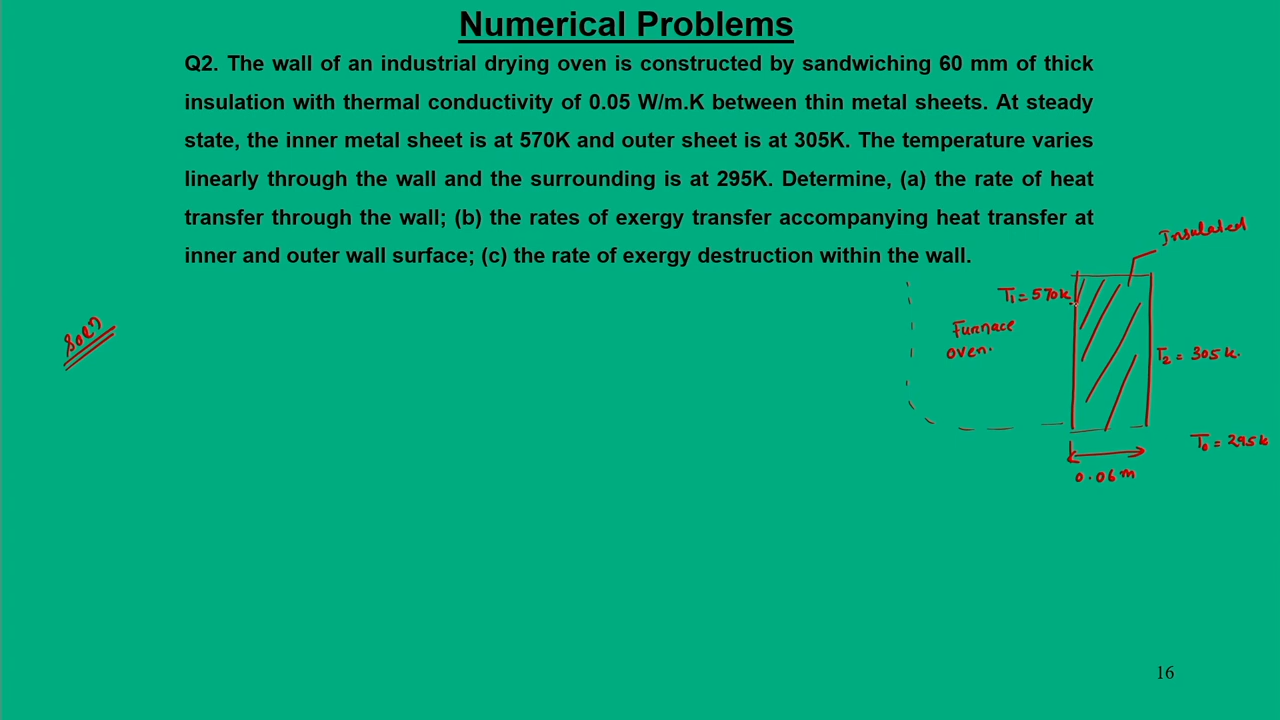 Numerical Problems
Q2. The wall of an industrial drying oven is constructed by sandwiching 60 mm of thick
insulation with thermal conductivity of 0.05 W/m.K between thin metal sheets. At steady
state, the inner metal sheet is at 570K and outer sheet is at 305K. The temperature varies
linearly through the wall and the surrounding is at 295K. Determine, (a) the rate of heat
transfer through the wall; (b) the rates of exergy transfer accompanying heat transfer at
inner and outer wall surface; (c) the rate of exergy destruction within the wall.
Insulated
T1 = 570K
Soln
Furnace
oven.
T2 = 305 K.
T0 = 295K
0.06 m
16